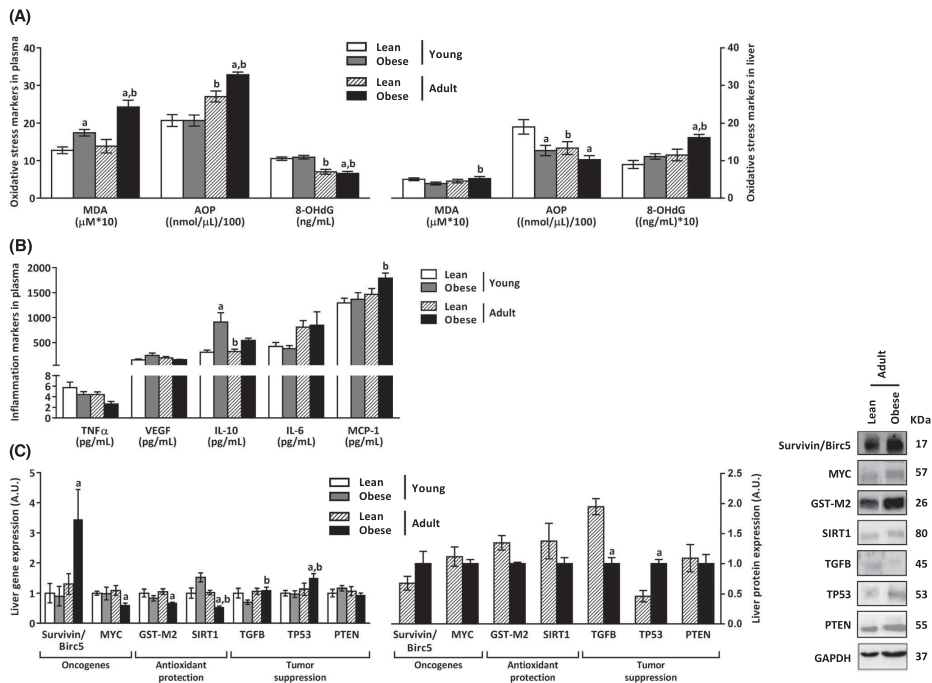 (A)
Oxidative stress markers in plasma
40
30
20
10
0
a
a,b
b
a,b
b
a,b
Lean
Obese
Young
Lean
Obese
Adult
MDA
(μM*10)
AOP
((nmol/μL)/100)
8-OHdG
(ng/mL)
b
a
b
a
a,b
MDA
(μM*10)
AOP
((nmol/μL)/100)
8-OHdG
((ng/mL)*10)
40
30
20
10
0
Oxidative stress markers in liver
(B)
Inflammation markers in plasma
2000
1500
1000
500
8
6
4
2
0
a
b
b
Lean
Obese
Young
Lean
Obese
Adult
TNFα
(pg/mL)
VEGF
(pg/mL)
IL-10
(pg/mL)
IL-6
(pg/mL)
MCP-1
(pg/mL)
(C)
Liver gene expression (A.U.)
5
4
3
2
1
0
a
a
a
a,b
b
a,b
Lean
Obese
Young
Lean
Obese
Adult
Survivin/
Birc5
MYC
GST-M2
SIRT1
TGFB
TP53
PTEN
Oncogenes
Antioxidant
protection
Tumor
suppression
a
a
Survivin/
Birc5
MYC
GST-M2
SIRT1
TGFB
TP53
PTEN
Oncogenes
Antioxidant
protection
Tumor
suppression
2.5
2.0
1.5
1.0
0.5
0.0
Liver protein expression (A.U.)
Adult
Lean
Obese
KDa
Survivin/Birc5 17
MYC 57
GST-M2 26
SIRT1 80
TGFB 45
TP53 53
PTEN 55
GAPDH 37